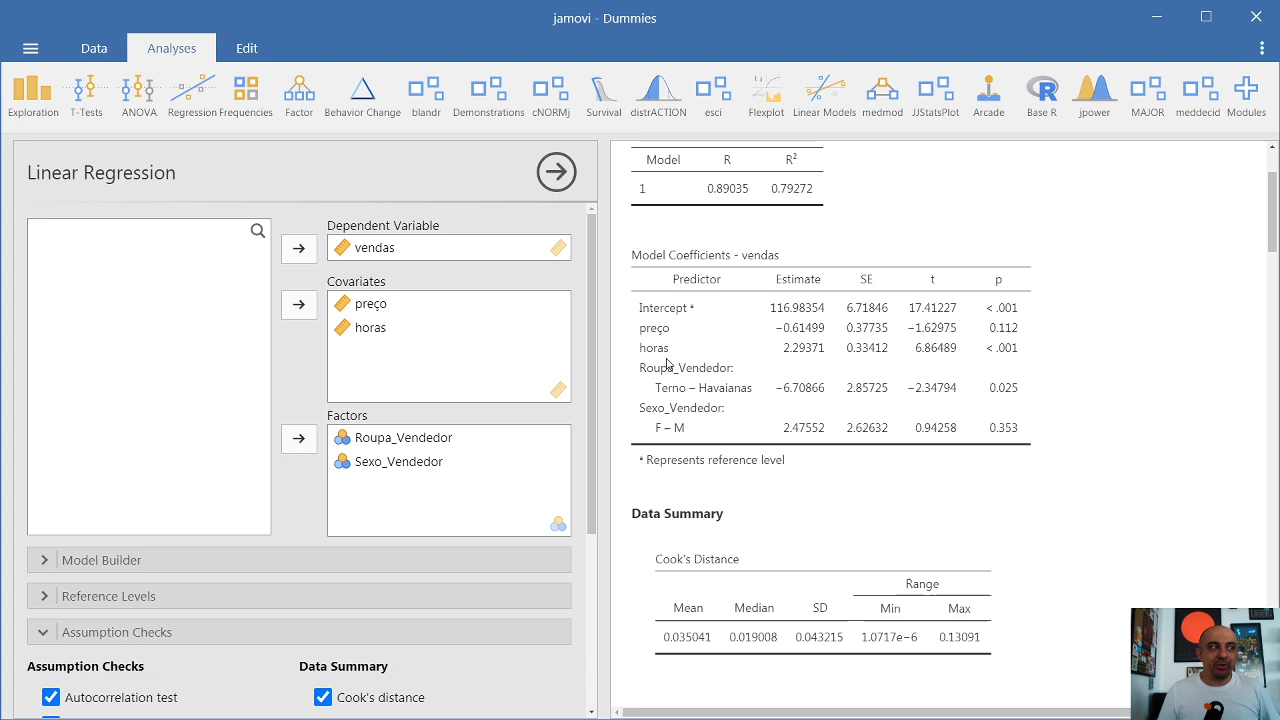 jamovi - Dummies
Data Analyses Edit
Exploration T-Tests ANOVA Regression Frequencies Factor Behavior Change blandr Demonstrations cNORMj Survival distrACTION esci Flexplot Linear Models medmod JJStatsPlot Arcade Base R jpower MAJOR meddecid Modules
Linear Regression
Dependent Variable
vendas
Covariates
preço
horas
Factors
Roupa_Vendedor
Sexo_Vendedor
Model Builder
Reference Levels
Assumption Checks
Assumption Checks Data Summary
Autocorrelation test Cook's distance
Model R R²
1 0.89035 0.79272
Model Coefficients - vendas
Predictor Estimate SE t p
Intercept ᵃ 116.98354 6.71846 17.41227 < .001
preço −0.61499 0.37735 −1.62975 0.112
horas 2.29371 0.33412 6.86489 < .001
Roupa_Vendedor:
Terno – Havaianas −6.70866 2.85725 −2.34794 0.025
Sexo_Vendedor:
F – M 2.47552 2.62632 0.94258 0.353
ᵃ Represents reference level
Data Summary
Cook's Distance
Range
Mean Median SD Min Max
0.035041 0.019008 0.043215 1.0717e−6 0.13091